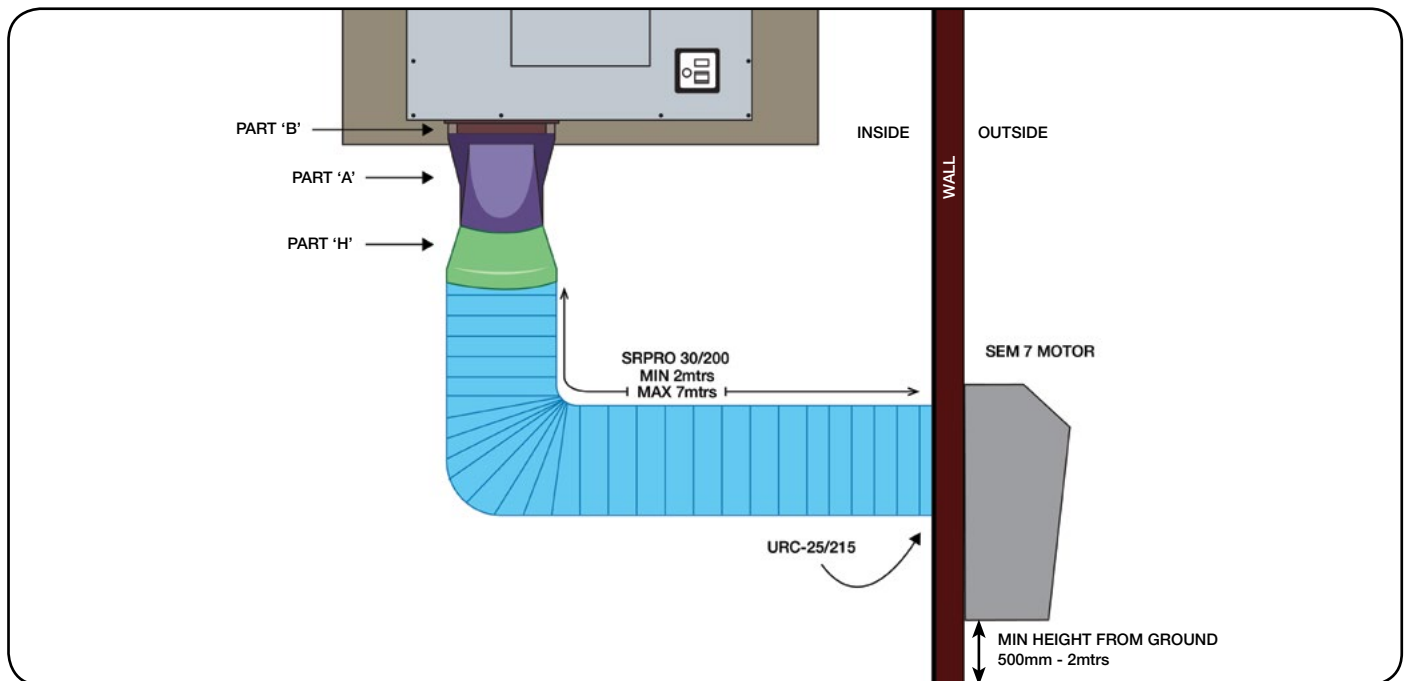 PART ‘B’
INSIDE
OUTSIDE
WALL
PART ‘A’
PART ‘H’
SRPRO 30/200
MIN 2mtrs
MAX 7mtrs
SEM 7 MOTOR
URC-25/215
MIN HEIGHT FROM GROUND
500mm - 2mtrs